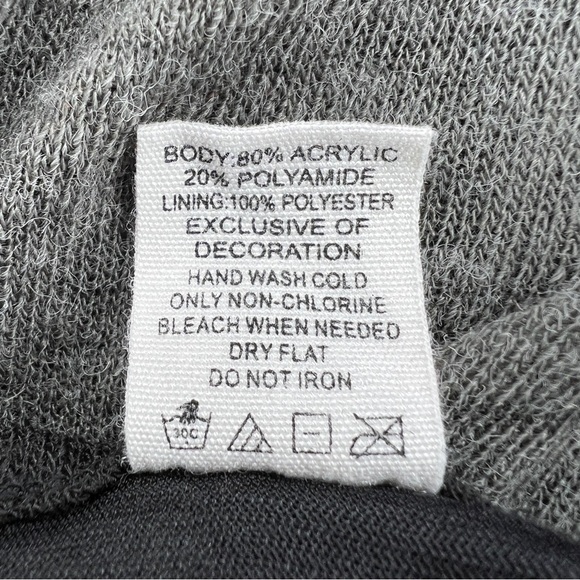 BODY:80% ACRYLIC
20% POLYAMIDE
LINING:100% POLYESTER
EXCLUSIVE OF
DECORATION
HAND WASH COLD
ONLY NON-CHLORINE
BLEACH WHEN NEEDED
DRY FLAT
DO NOT IRON
30C